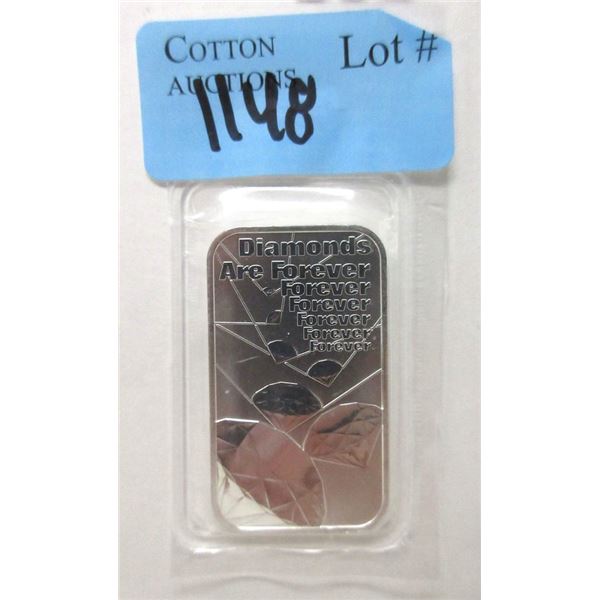 COTTON Lot #
AUCTIONS
1148
Diamonds
Are Forever
Forever
Forever
Forever
Forever
Forever